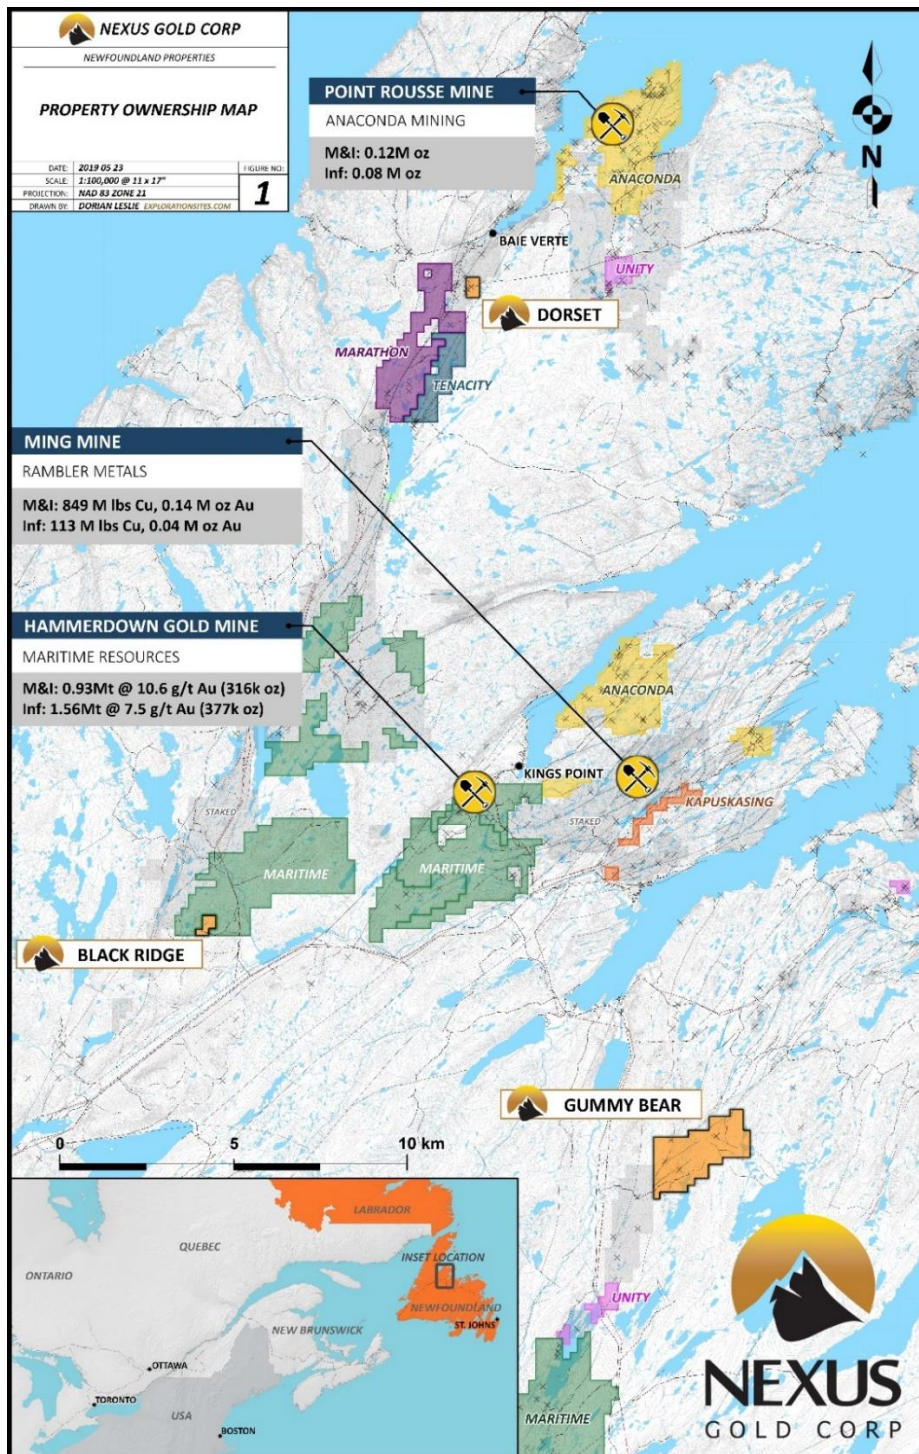 NEXUS GOLD CORP
NEWFOUNDLAND PROPERTIES
PROPERTY OWNERSHIP MAP
DATE: 2019 05 23
SCALE: 1:100,000 @ 11 x 17"
PROJECTION: NAD 83 ZONE 21
DRAWN BY: DORIAN LESLIE EXPLORATIONSITES.COM
FIGURE NO:
1
POINT ROUSSE MINE
ANACONDA MINING
M&I: 0.12M oz
Inf: 0.08 M oz
N
ANACONDA
BAIE VERTE
UNITY
DORSET
MARATHON
TENACITY
MING MINE
RAMBLER METALS
M&I: 849 M lbs Cu, 0.14 M oz Au
Inf: 113 M lbs Cu, 0.04 M oz Au
HAMMERDOWN GOLD MINE
MARITIME RESOURCES
M&I: 0.93Mt @ 10.6 g/t Au (316k oz)
Inf: 1.56Mt @ 7.5 g/t Au (377k oz)
ANACONDA
KINGS POINT
KAPUSKASING
STAKED
STAKED
MARITIME
MARITIME
BLACK RIDGE
GUMMY BEAR
0 5 10 km
LABRADOR
QUEBEC
INSET LOCATION
ONTARIO
NEWFOUNDLAND
ST. JOHNS
NEW BRUNSWICK
OTTAWA
TORONTO
USA
BOSTON
UNITY
MARITIME
NEXUS
GOLD CORP